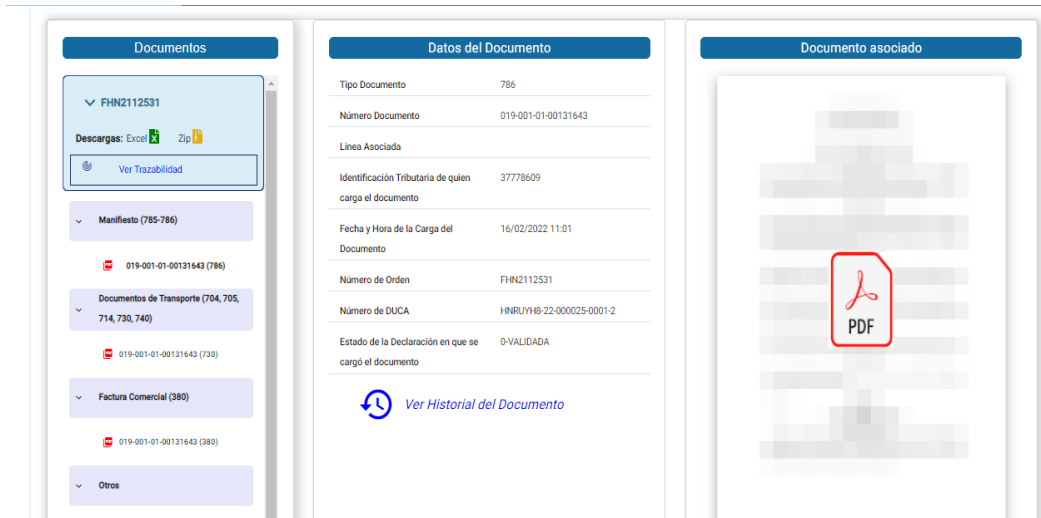 Documentos
FHN2112531
Descargas: Excel Zip
Ver Trazabilidad
Manifiesto (785-786)
019-001-01-00131643 (786)
Documentos de Transporte (704, 705,
714, 730, 740)
019-001-01-00131643 (730)
Factura Comercial (380)
019-001-01-00131643 (380)
Otros
Datos del Documento
Tipo Documento 786
Número Documento 019-001-01-00131643
Linea Asociada
Identificación Tributaria de quien 37778609
carga el documento
Fecha y Hora de la Carga del 16/02/2022 11:01
Documento
Número de Orden FHN2112531
Número de DUCA HNRUYH8-22-000025-0001-2
Estado de la Declaración en que se 0-VALIDADA
cargó el documento
Ver Historial del Documento
Documento asociado
PDF